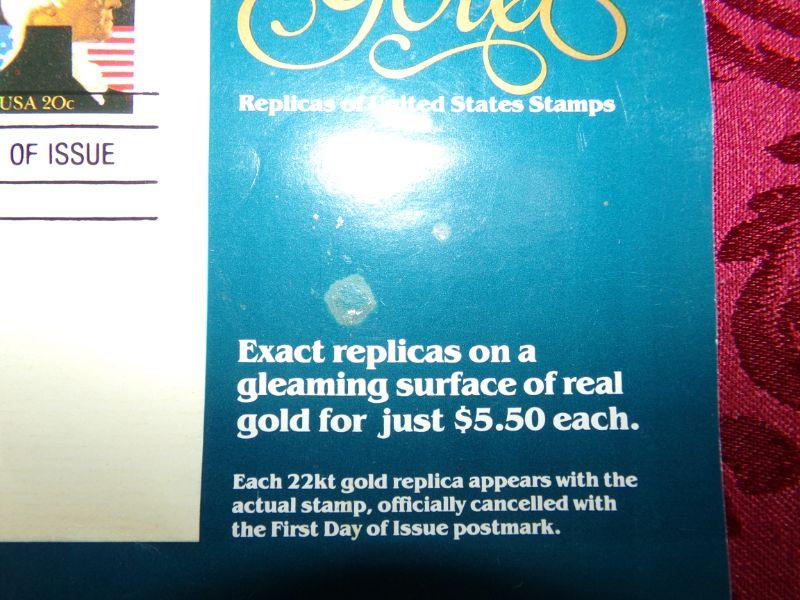 USA 20c
OF ISSUE
Gold
Replicas of United States Stamps
Exact replicas on a
gleaming surface of real
gold for just $5.50 each.
Each 22kt gold replica appears with the
actual stamp, officially cancelled with
the First Day of Issue postmark.